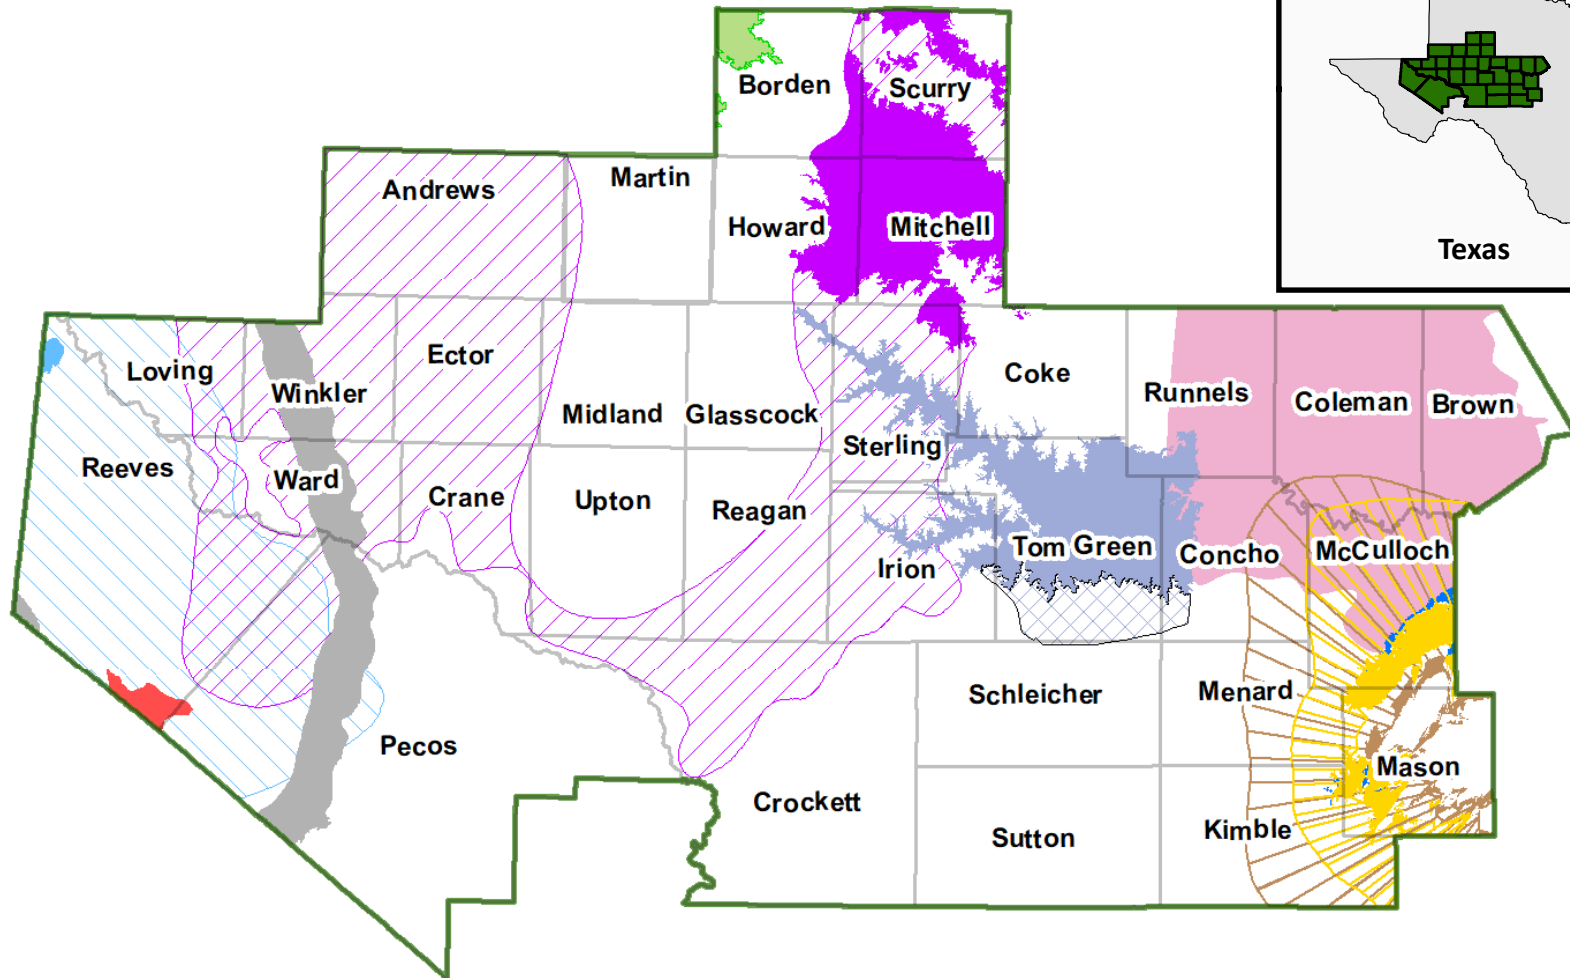 Borden
Scurry
Andrews
Martin
Howard
Mitchell
Texas
Loving
Winkler
Ector
Midland
Glasscock
Sterling
Coke
Runnels
Coleman
Brown
Reeves
Ward
Crane
Upton
Reagan
Irion
Tom Green
Concho
McCulloch
Pecos
Schleicher
Menard
Crockett
Sutton
Kimble
Mason